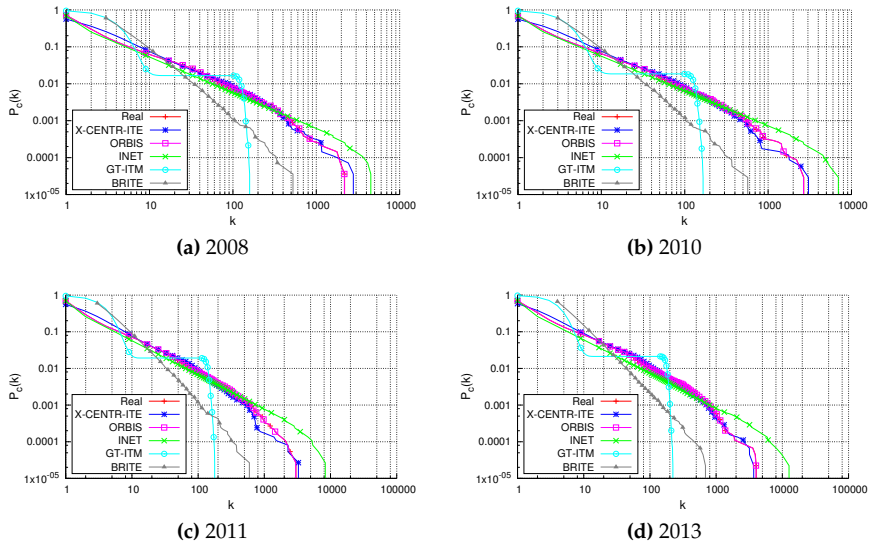 1
0.1
0.01
0.001
0.0001
1x10-05
Pc(k)
Real
X-CENTR-ITE
ORBIS
INET
GT-ITM
BRITE
1 10 100 1000 10000
k
(a) 2008
1
0.1
0.01
0.001
0.0001
1x10-05
Pc(k)
Real
X-CENTR-ITE
ORBIS
INET
GT-ITM
BRITE
1 10 100 1000 10000
k
(b) 2010
1
0.1
0.01
0.001
0.0001
1x10-05
Pc(k)
Real
X-CENTR-ITE
ORBIS
INET
GT-ITM
BRITE
1 10 100 1000 10000 100000
k
(c) 2011
1
0.1
0.01
0.001
0.0001
1x10-05
Pc(k)
Real
X-CENTR-ITE
ORBIS
INET
GT-ITM
BRITE
1 10 100 1000 10000 100000
k
(d) 2013